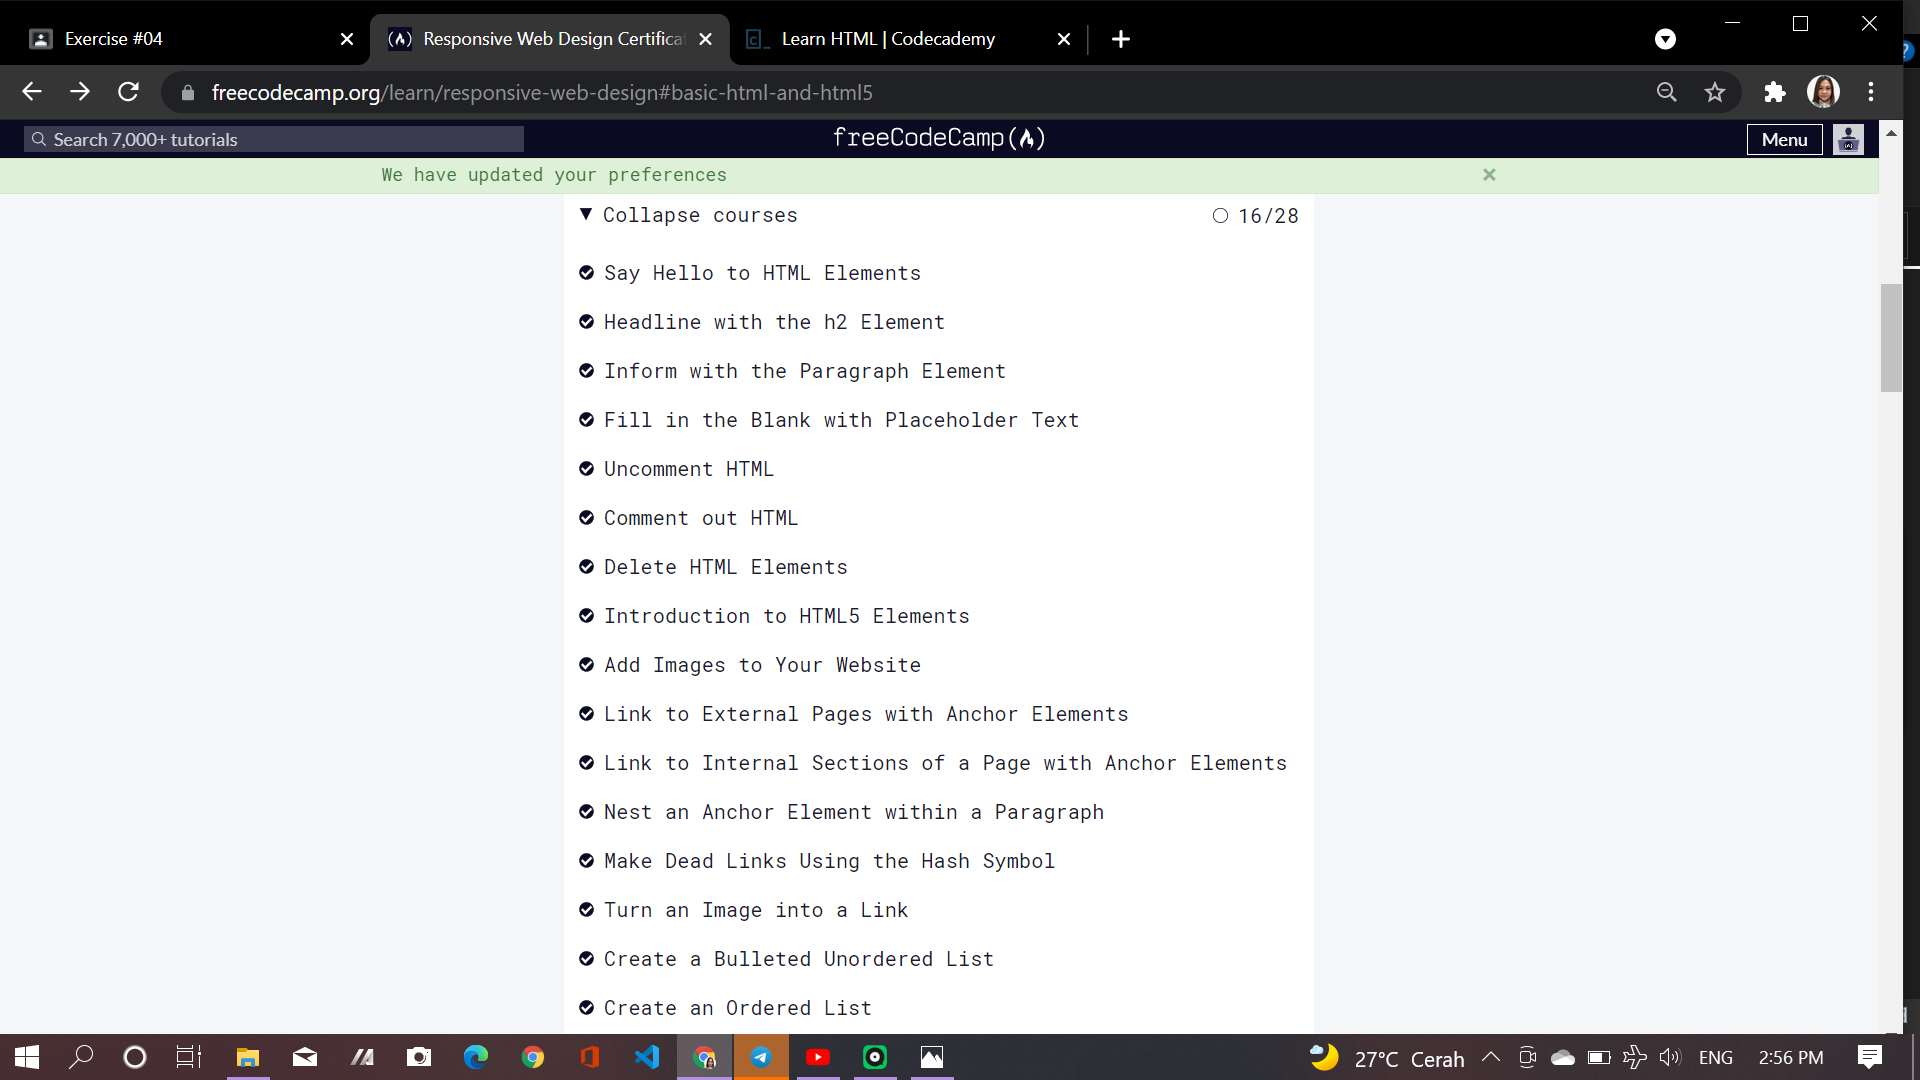 Exercise #04
Responsive Web Design Certifica
Learn HTML | Codecademy
freecodecamp.org/learn/responsive-web-design#basic-html-and-html5
Search 7,000+ tutorials
freeCodeCamp(🔥)
Menu
We have updated your preferences
Collapse courses
16/28
Say Hello to HTML Elements
Headline with the h2 Element
Inform with the Paragraph Element
Fill in the Blank with Placeholder Text
Uncomment HTML
Comment out HTML
Delete HTML Elements
Introduction to HTML5 Elements
Add Images to Your Website
Link to External Pages with Anchor Elements
Link to Internal Sections of a Page with Anchor Elements
Nest an Anchor Element within a Paragraph
Make Dead Links Using the Hash Symbol
Turn an Image into a Link
Create a Bulleted Unordered List
Create an Ordered List
27°C Cerah
ENG
2:56 PM